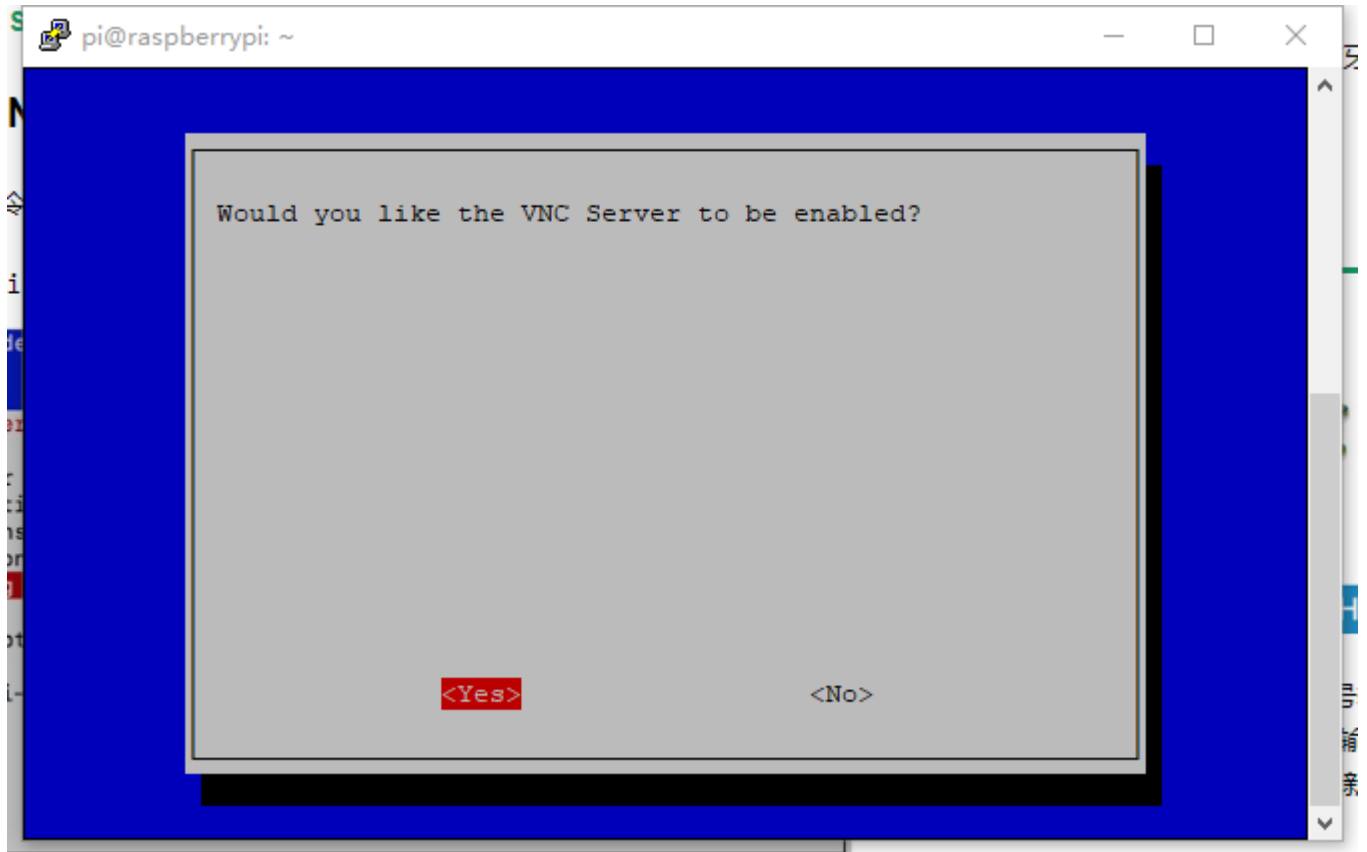 pi@raspberrypi: ~
Would you like the VNC Server to be enabled?
<Yes> <No>